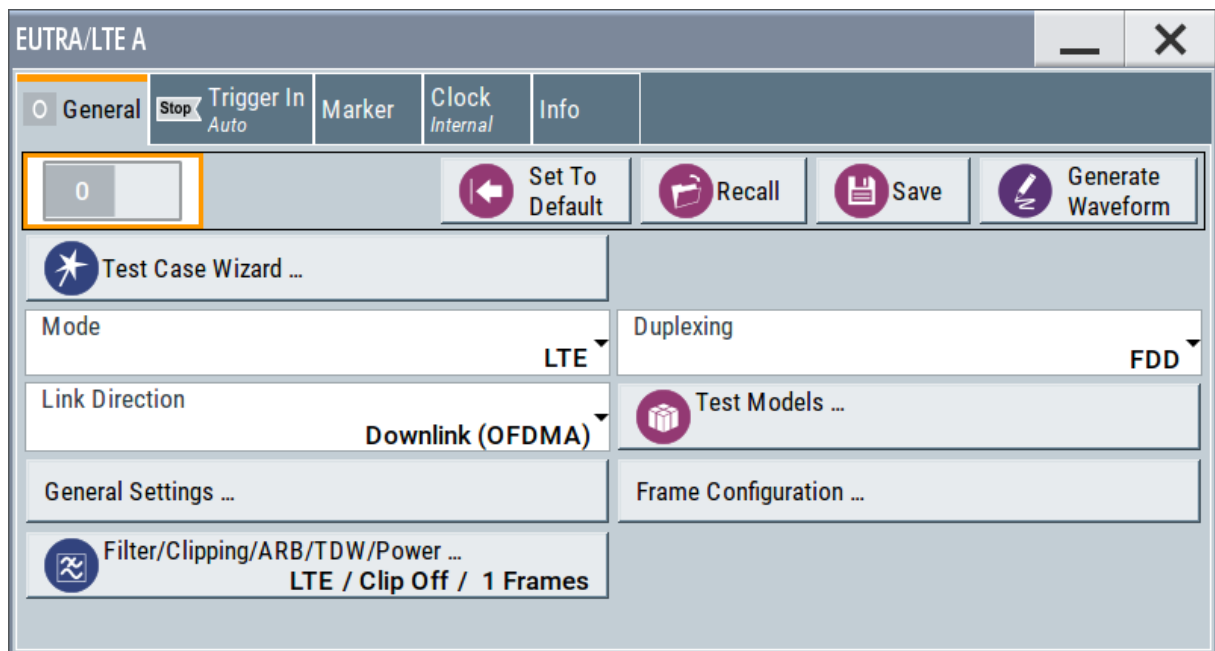 EUTRA/LTE A
0 General
Stop
Trigger In
Auto
Marker
Clock
Internal
Info
0
Set To
Default
Recall
Save
Generate
Waveform
Test Case Wizard ...
Mode
LTE
Duplexing
FDD
Link Direction
Downlink (OFDMA)
Test Models ...
General Settings ...
Frame Configuration ...
Filter/Clipping/ARB/TDW/Power ...
LTE / Clip Off / 1 Frames